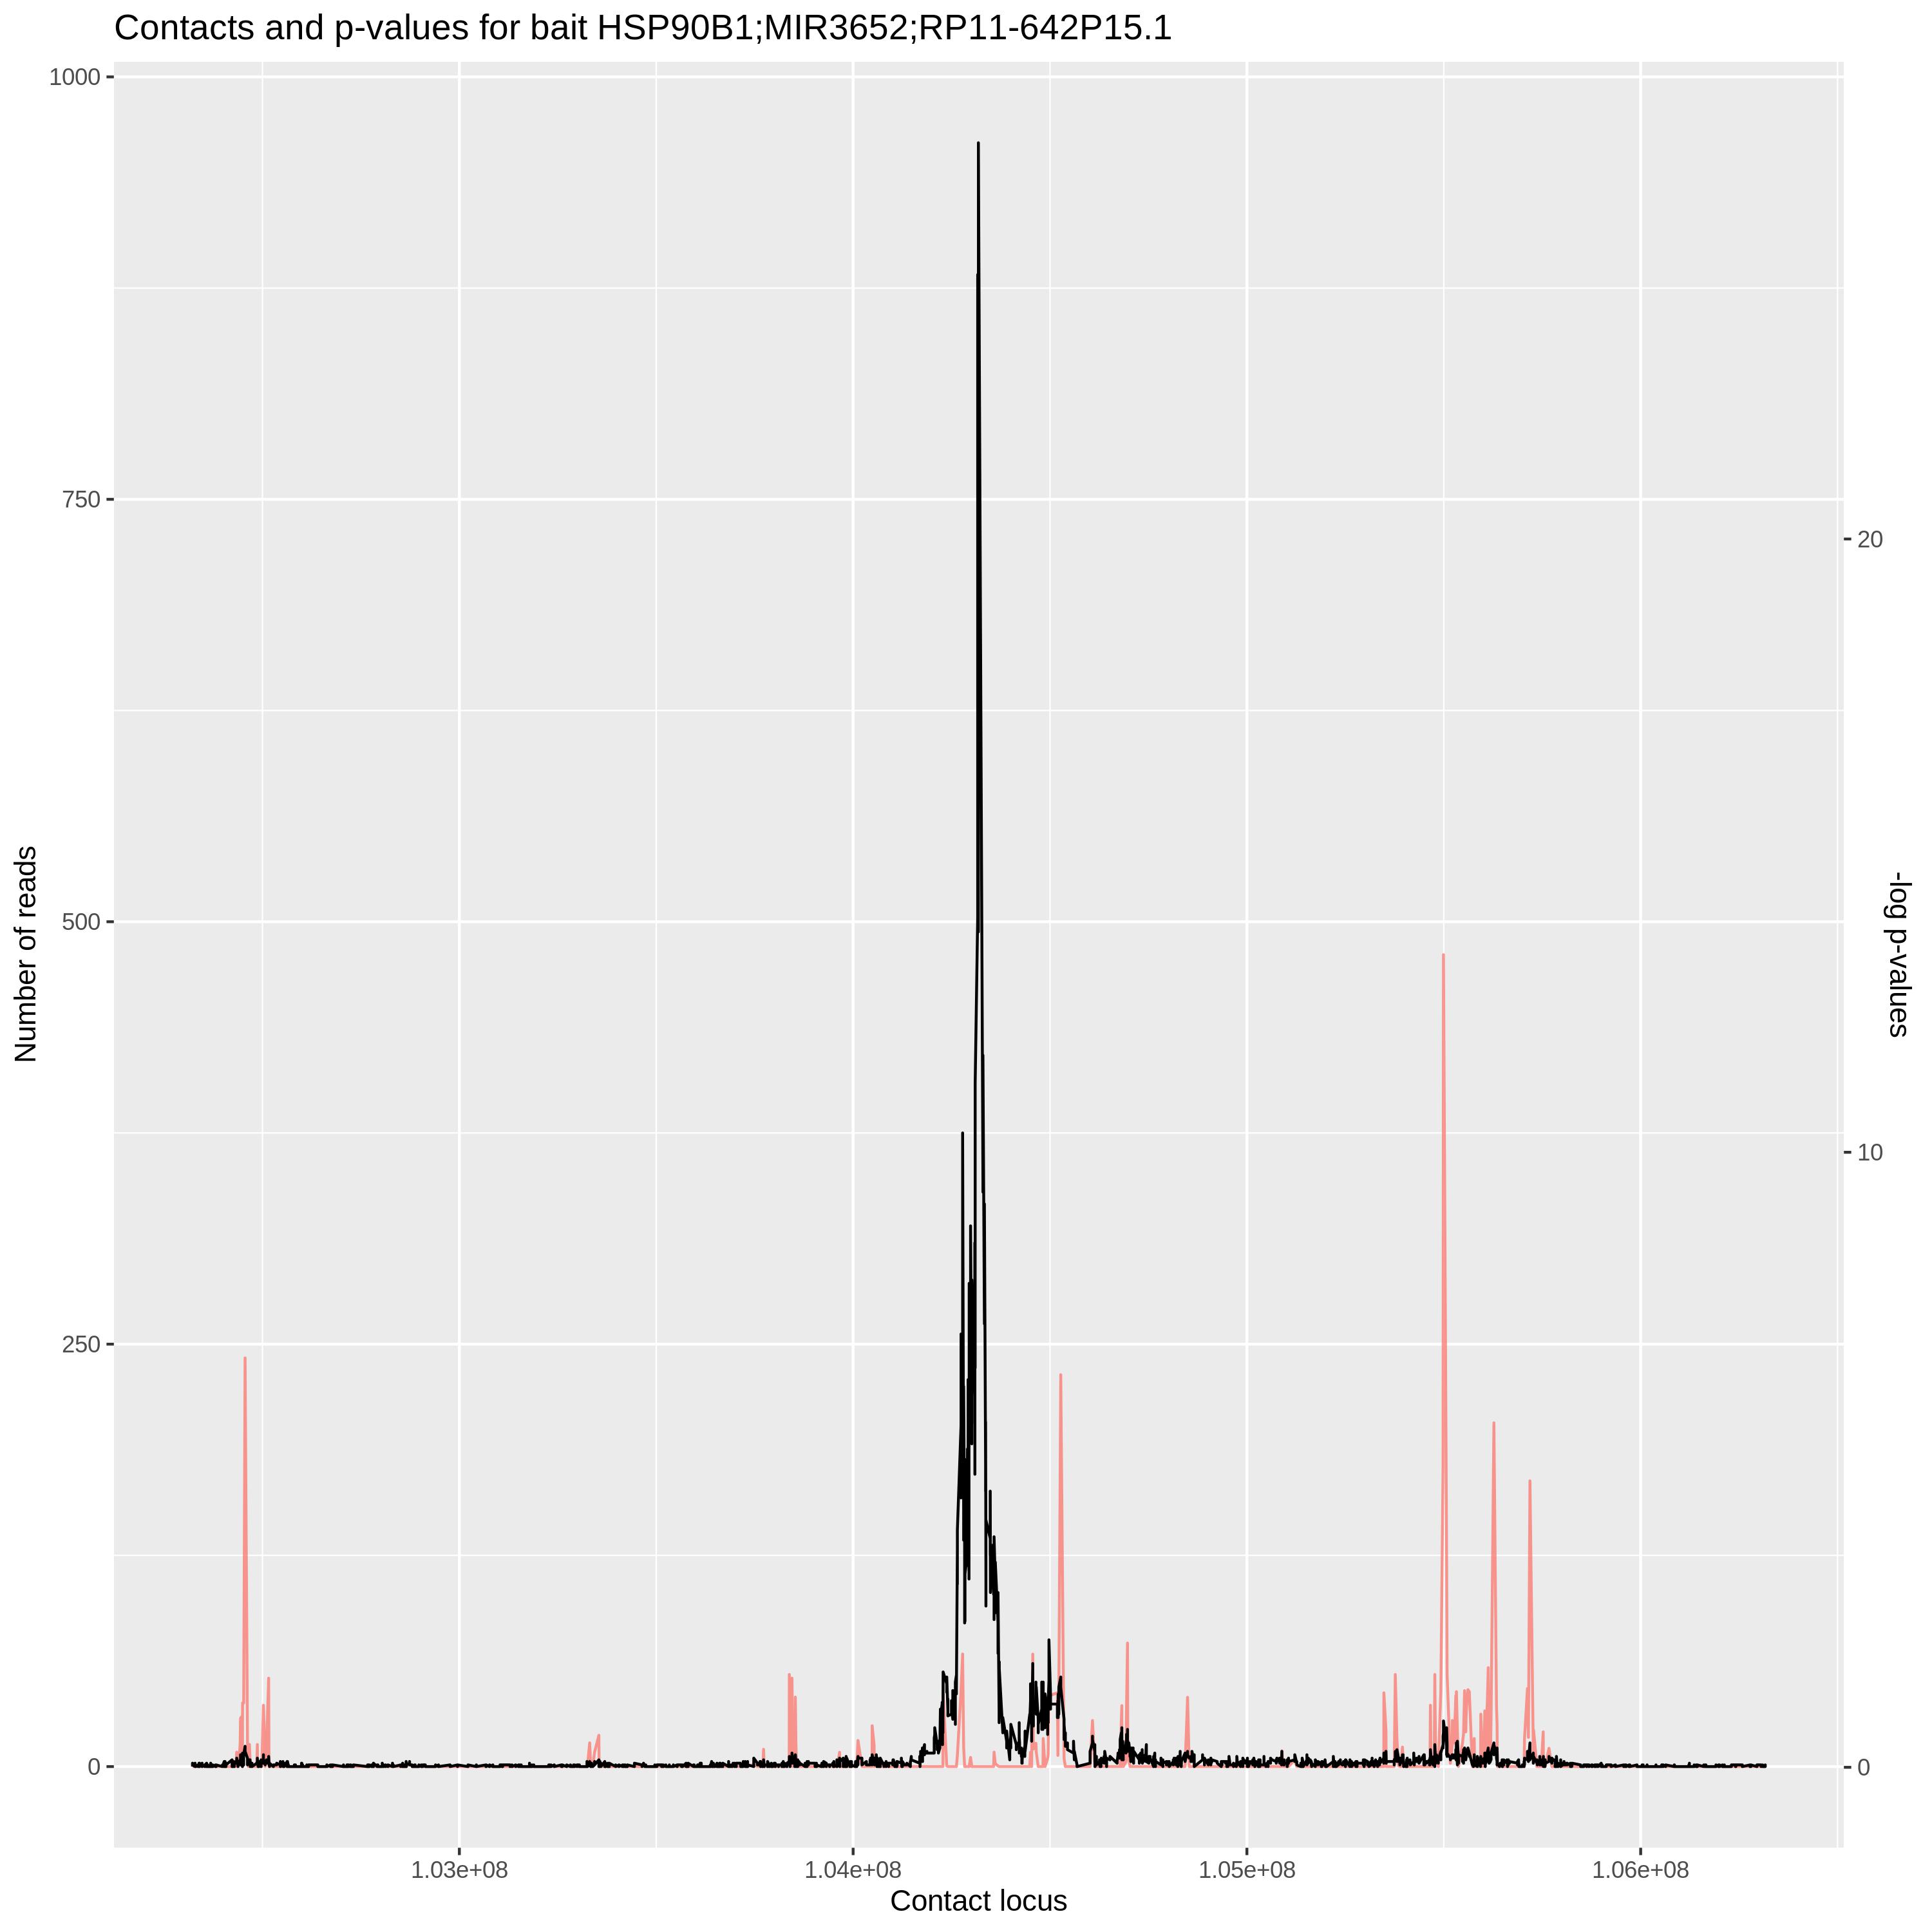 Contacts and p-values for bait HSP90B1;MIR3652;RP11-642P15.1
1000
750
500
250
0
Number of reads
20
10
0
-log p-values
1.03e+08
1.04e+08
1.05e+08
1.06e+08
Contact locus